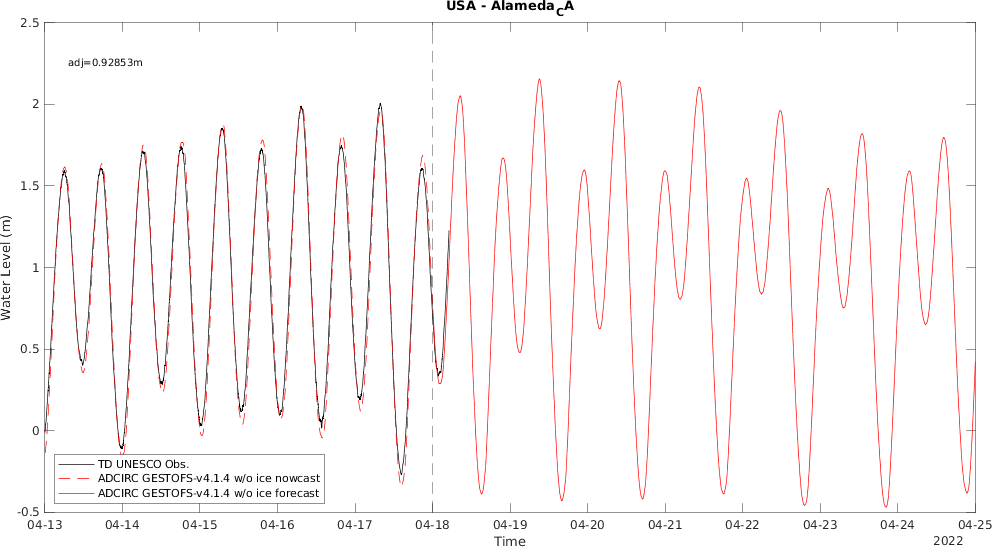 USA - Alameda_CA
adj=0.92853m
2.5
2
1.5
1
0.5
0
-0.5
Water Level (m)
TD UNESCO Obs.
ADCIRC GESTOFS-v4.1.4 w/o ice nowcast
ADCIRC GESTOFS-v4.1.4 w/o ice forecast
04-13 04-14 04-15 04-16 04-17 04-18 04-19 04-20 04-21 04-22 04-23 04-24 04-25
Time
2022